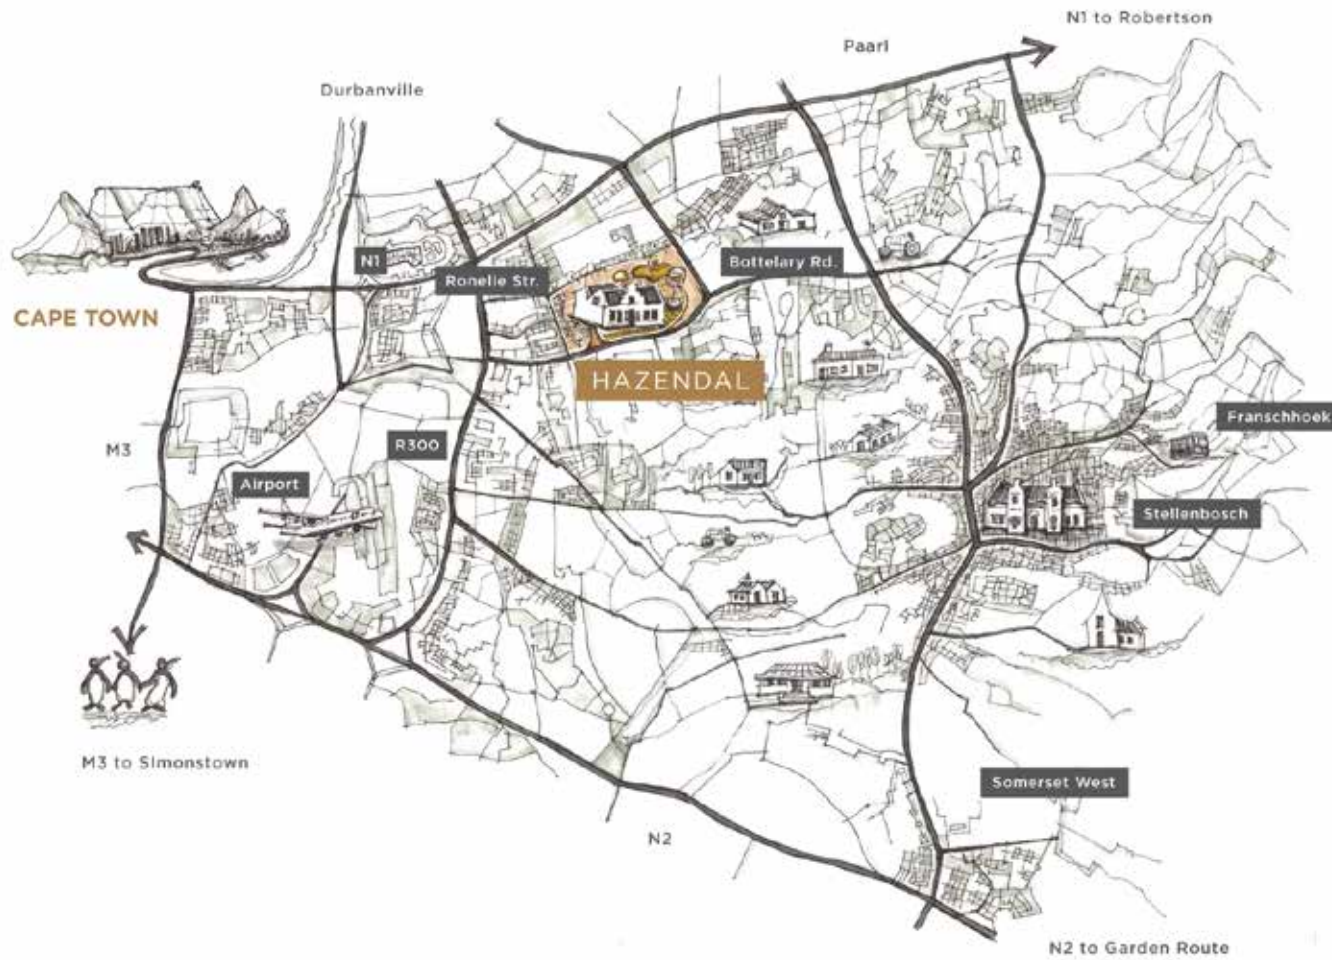 N1 to Robertson
Paarl
Durbanville
N1
Bottelary Rd.
Ronelle Str.
CAPE TOWN
HAZENDAL
Franschhoek
M3
R300
Airport
Stellenbosch
M3 to Simonstown
Somerset West
N2
N2 to Garden Route